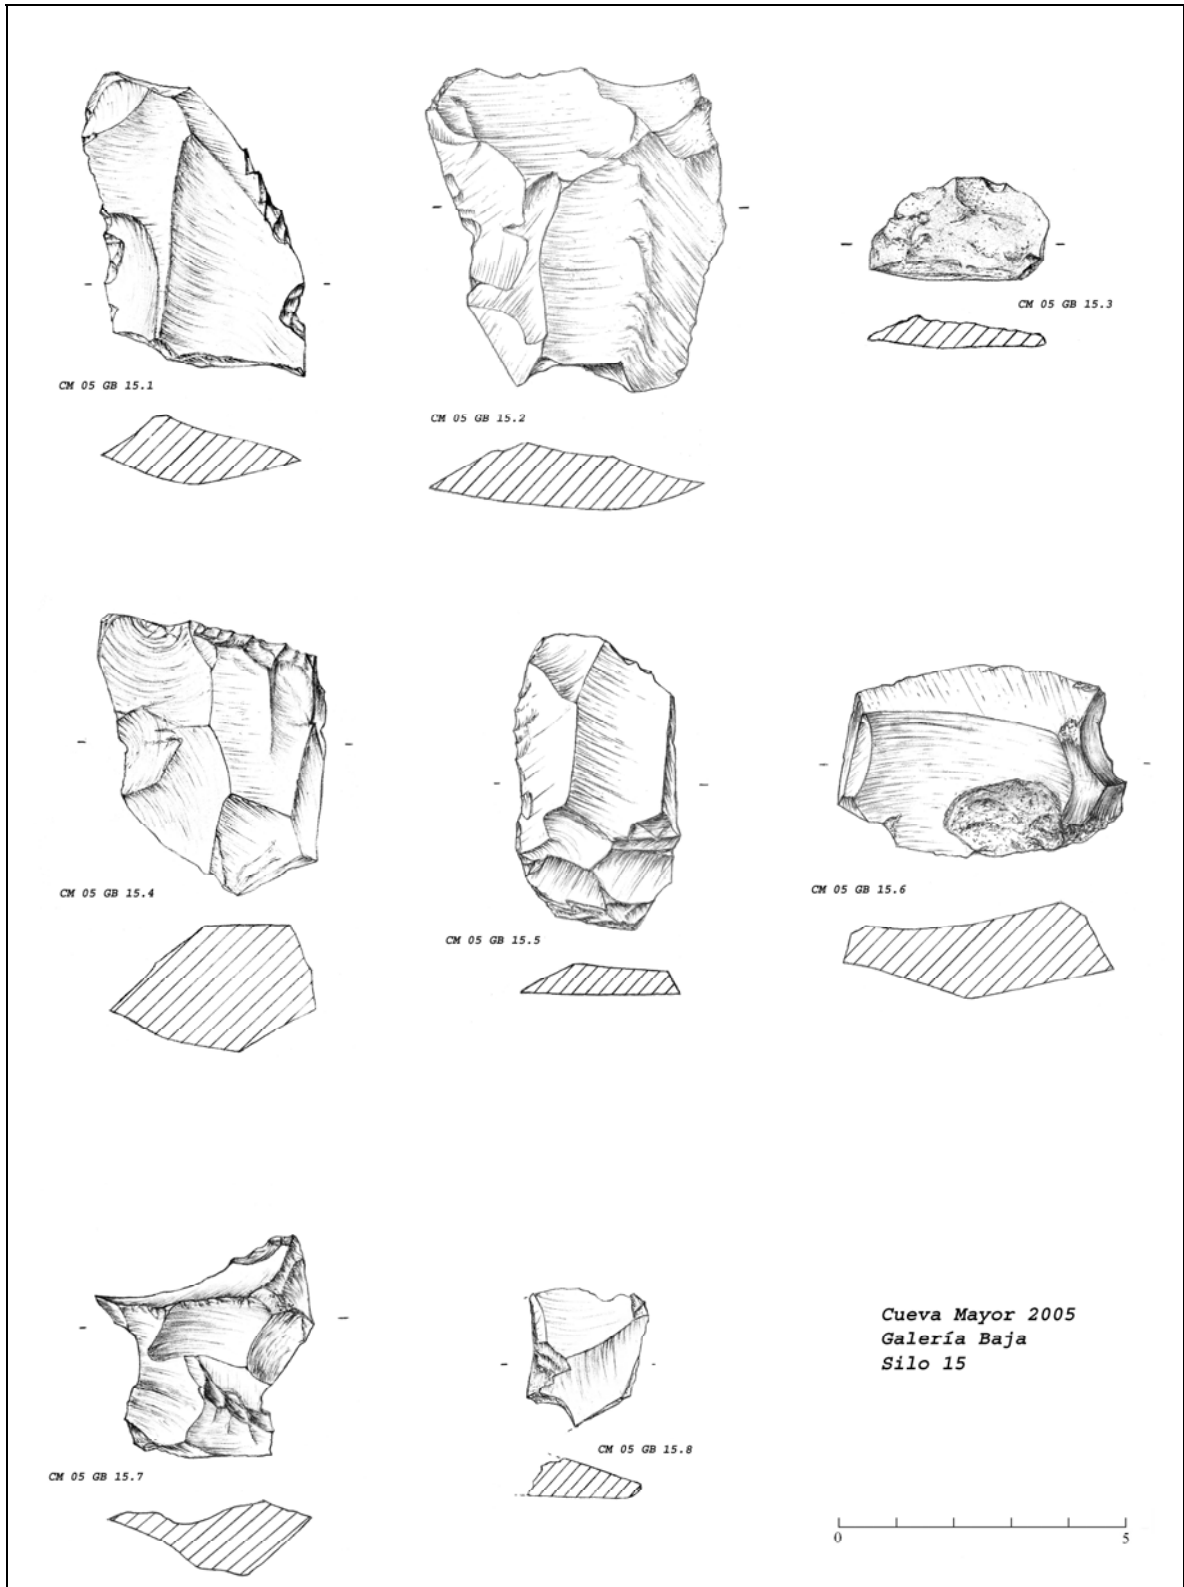 CM 05 GB 15.1
CM 05 GB 15.2
CM 05 GB 15.3
CM 05 GB 15.4
CM 05 GB 15.5
CM 05 GB 15.6
CM 05 GB 15.7
CM 05 GB 15.8
Cueva Mayor 2005
Galería Baja
Silo 15
0 5